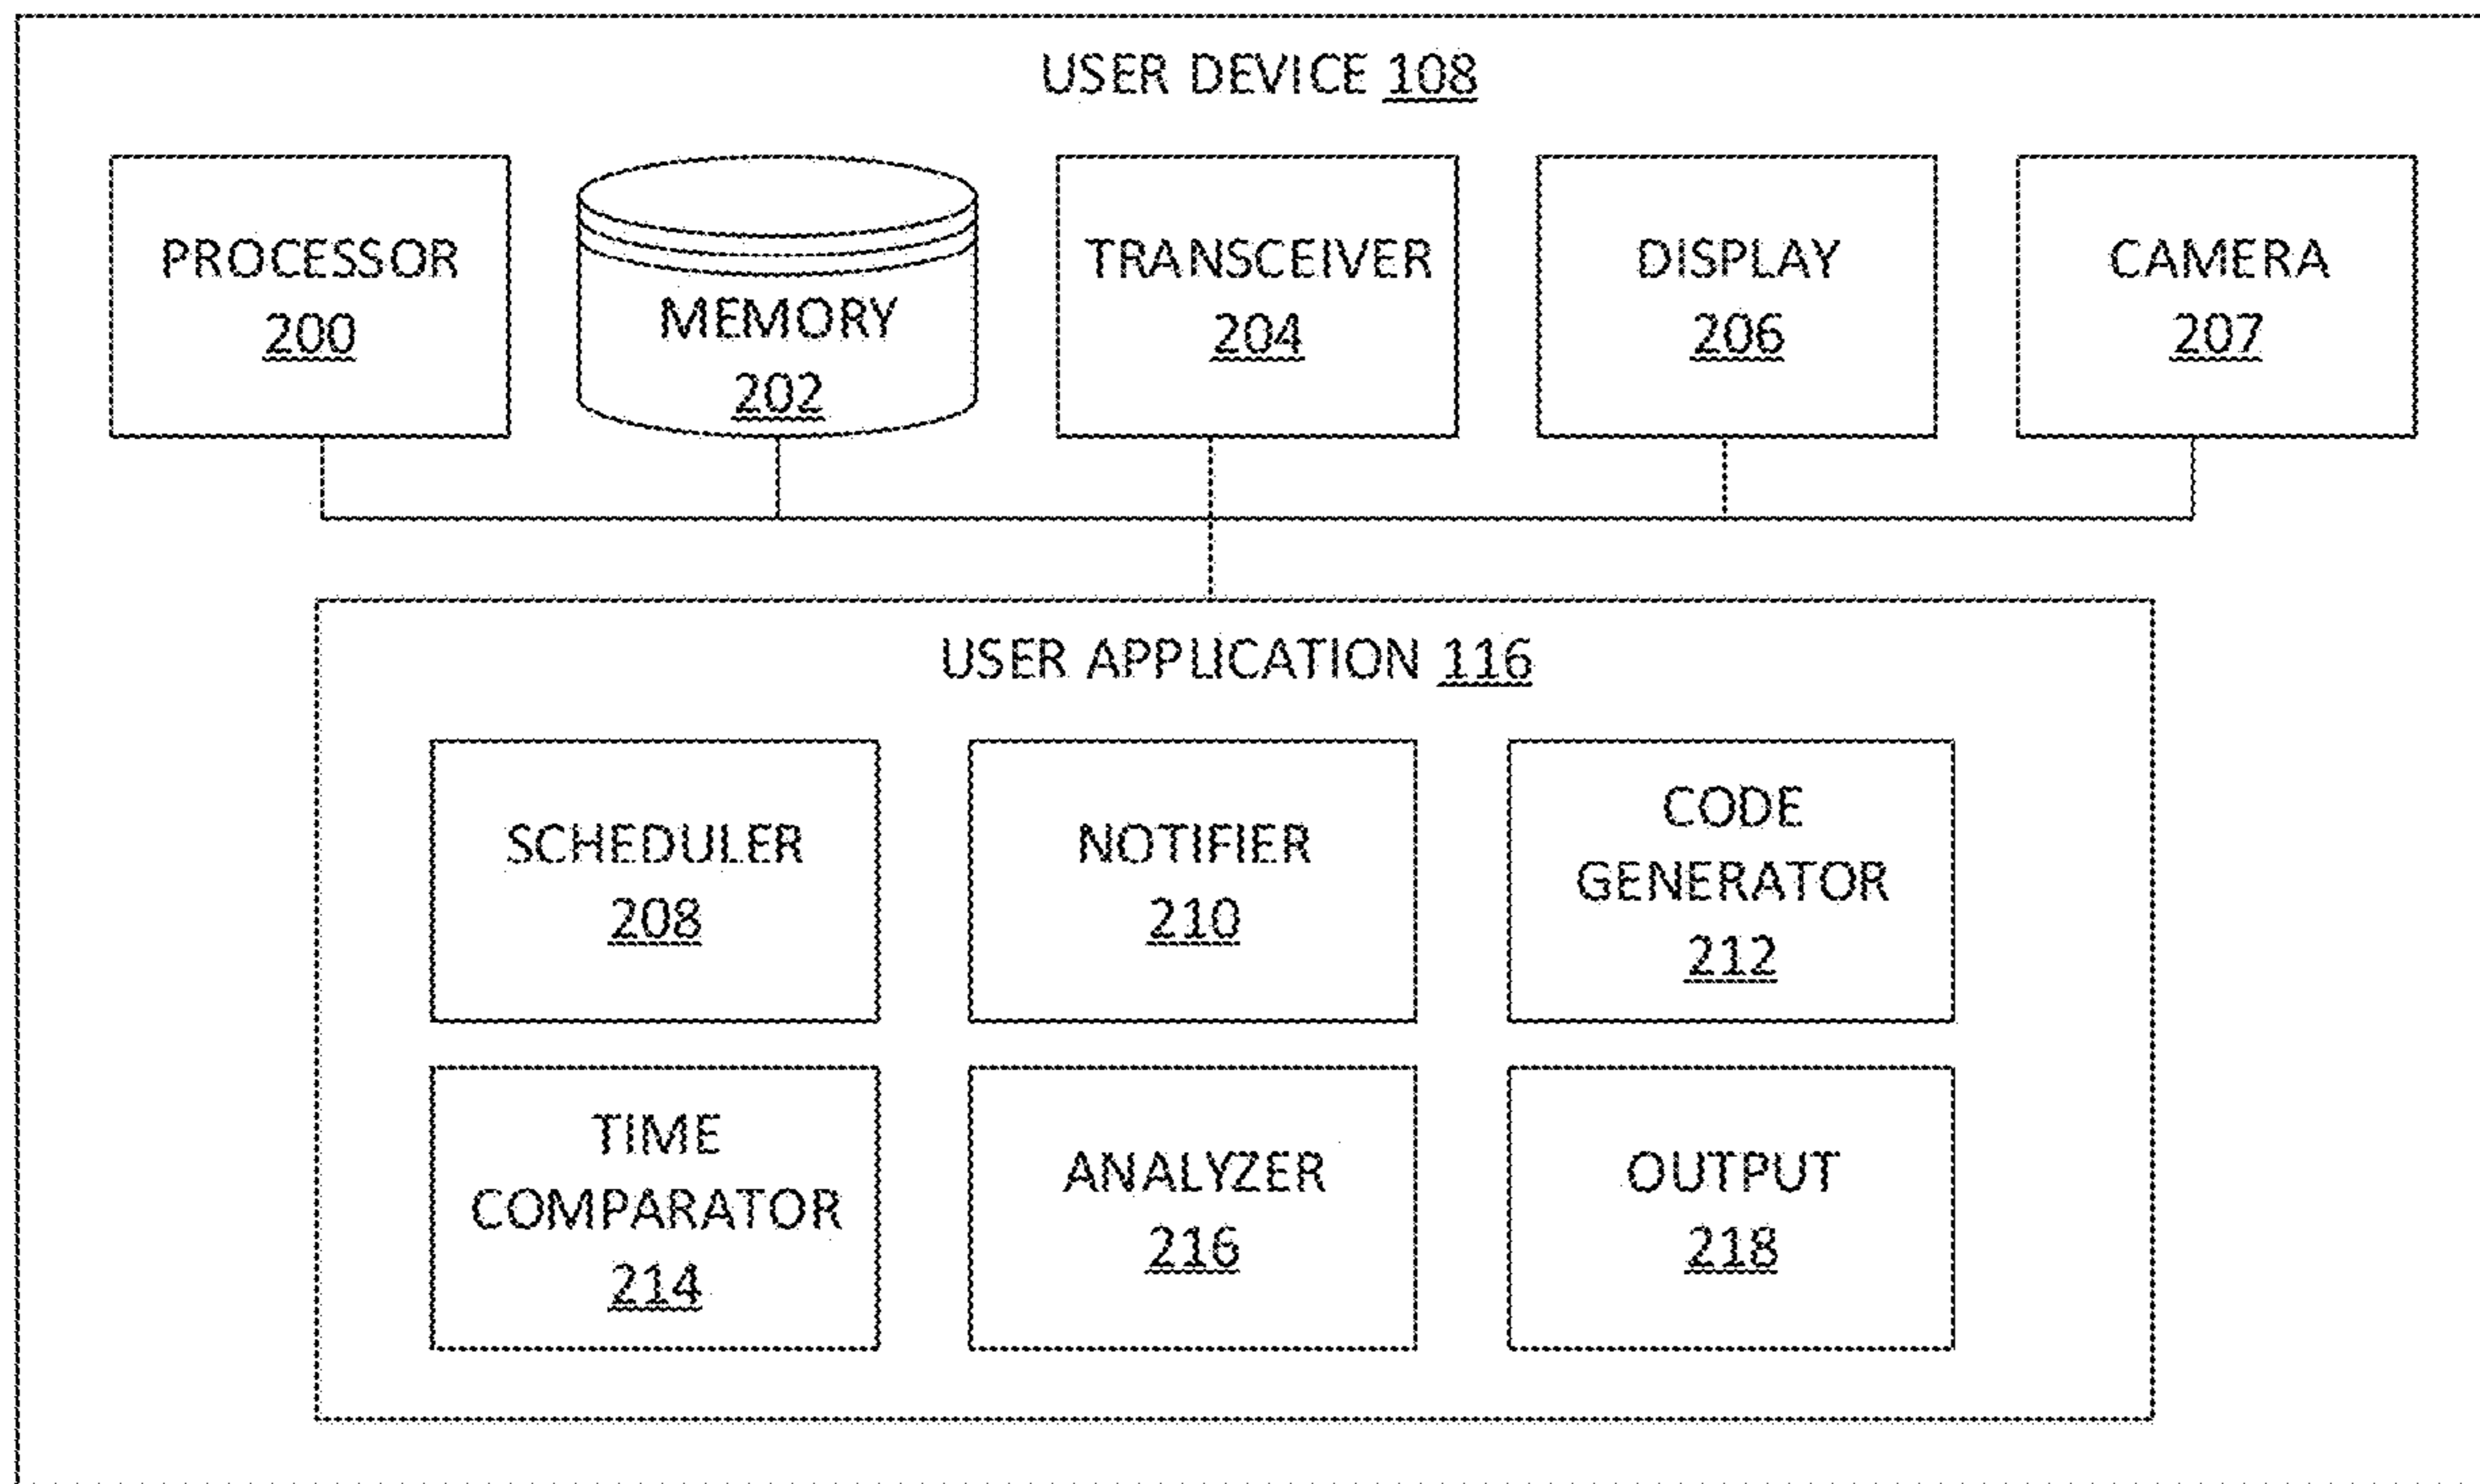 USER DEVICE 108
PROCESSOR
200
MEMORY
202
TRANSCEIVER
204
DISPLAY
206
CAMERA
207
USER APPLICATION 116
SCHEDULER
208
NOTIFIER
210
CODE
GENERATOR
212
TIME
COMPARATOR
214
ANALYZER
216
OUTPUT
218